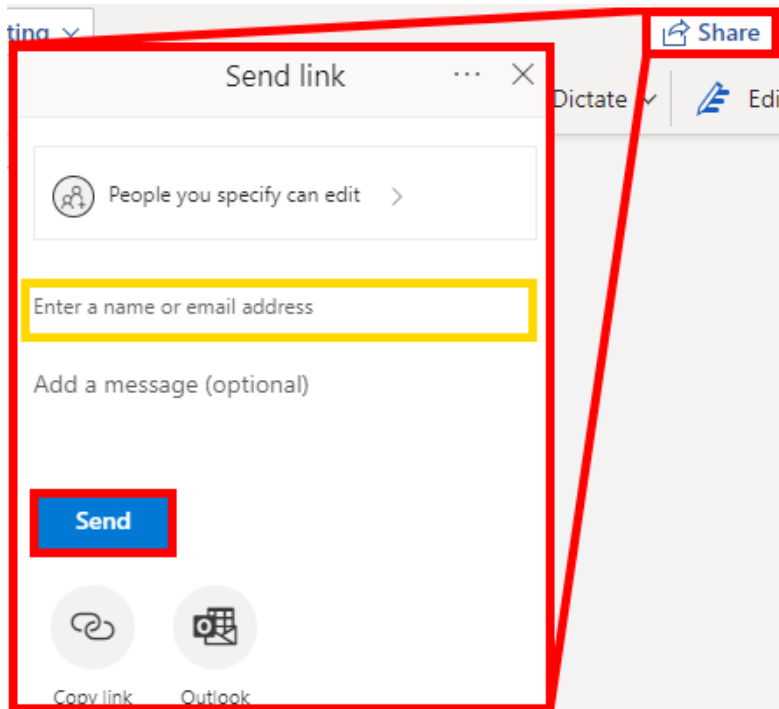 ting
Share
Send link
Dictate
Edi
People you specify can edit
Enter a name or email address
Add a message (optional)
Send
Copy link
Outlook